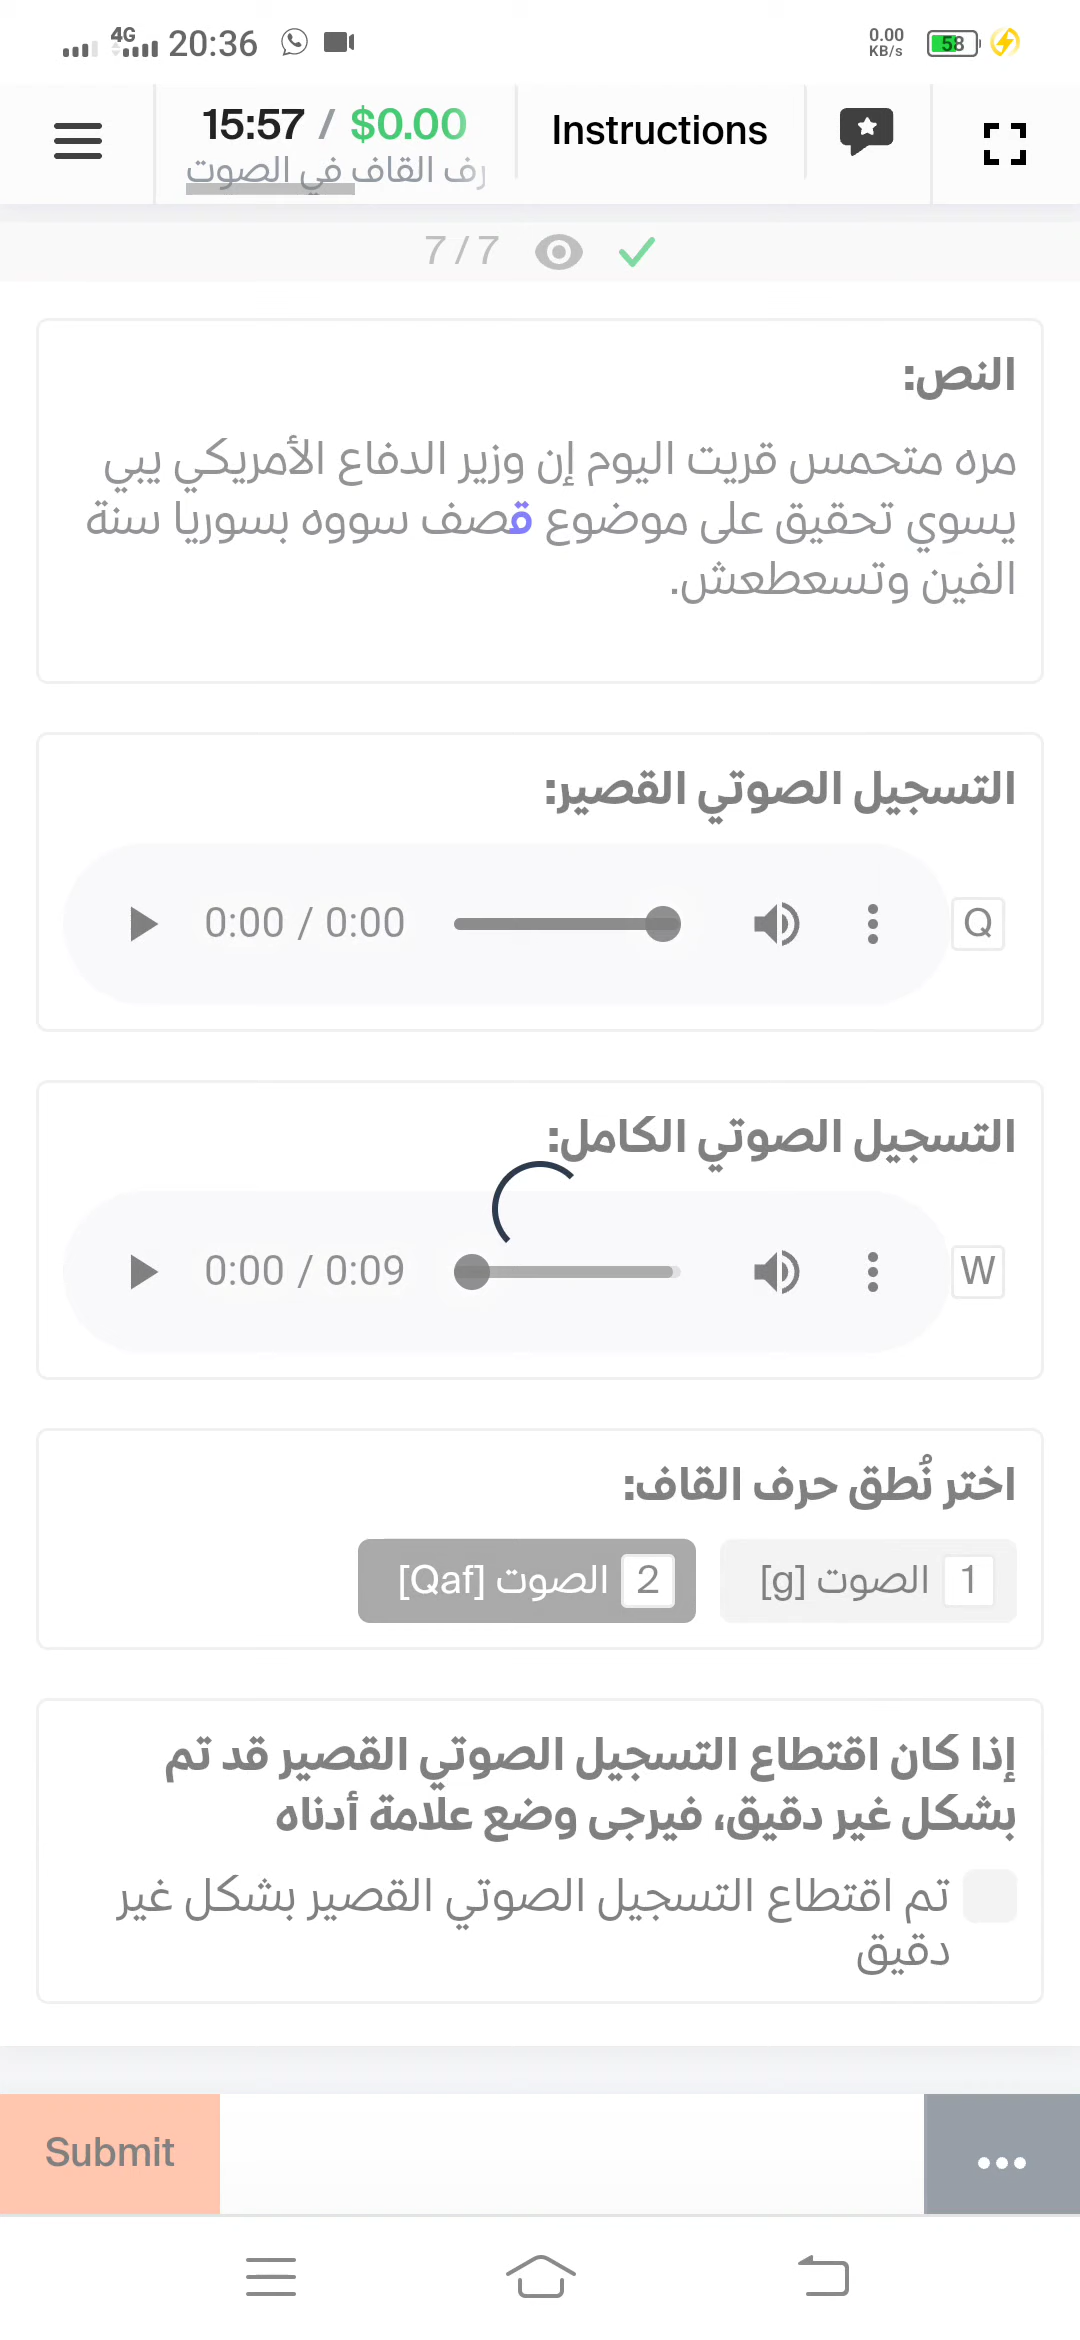 4G 20:36 0.00 KB/s 58
15:57 / $0.00
رف القاف في الصوت
Instructions
7 / 7
النص:
مره متحمس قريت اليوم إن وزير الدفاع الأمريكي يبي
يسوي تحقيق على موضوع قصف سووه بسوريا سنة
الفين وتسعطعش.
التسجيل الصوتي القصير:
0:00 / 0:00 Q
التسجيل الصوتي الكامل:
0:00 / 0:09 W
اختر نُطق حرف القاف:
1 الصوت [g] 2 الصوت [Qaf]
إذا كان اقتطاع التسجيل الصوتي القصير قد تم
بشكل غير دقيق، فيرجى وضع علامة أدناه
تم اقتطاع التسجيل الصوتي القصير بشكل غير
دقيق
Submit